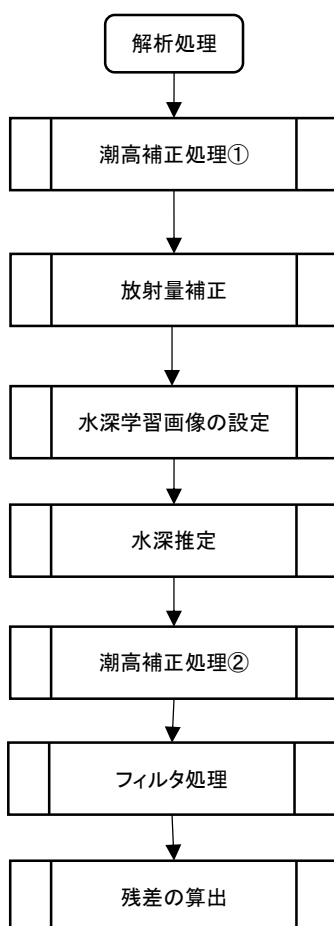 解析処理
潮高補正処理①
放射量補正
水深学習画像の設定
水深推定
潮高補正処理②
フィルタ処理
残差の算出